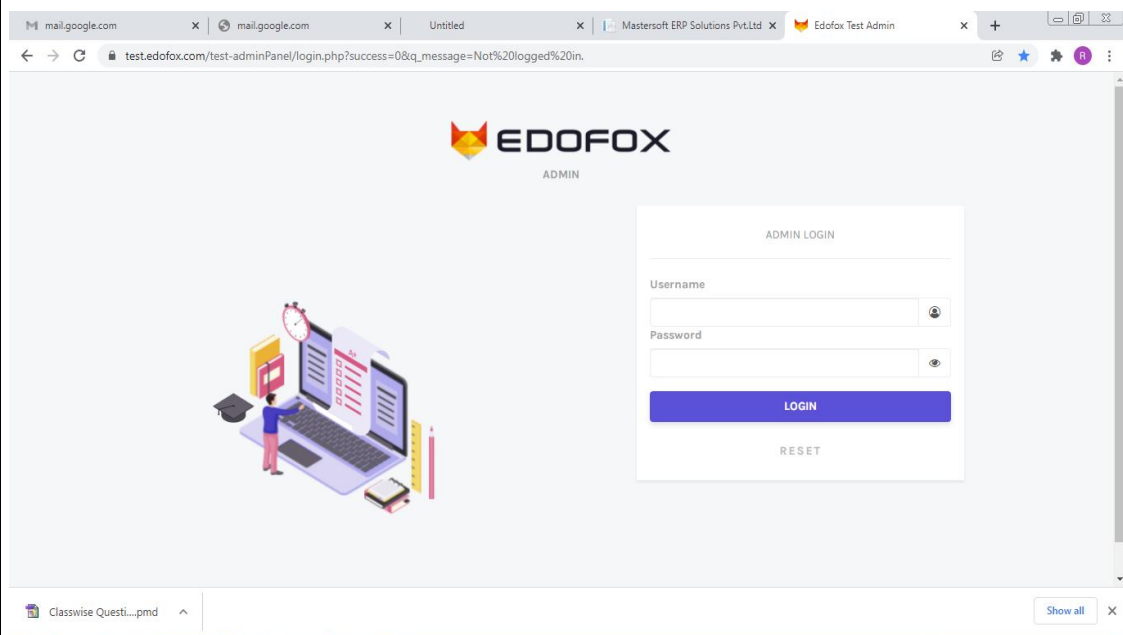 mail.google.com
mail.google.com
Untitled
Mastersoft ERP Solutions Pvt.Ltd
Edofox Test Admin
test.edofox.com/test-adminPanel/login.php?success=0&q_message=Not%20logged%20in.
R
EDOFOX
ADMIN
ADMIN LOGIN
Username
Password
LOGIN
RESET
A+
Classwise Questi....pmd
Show all